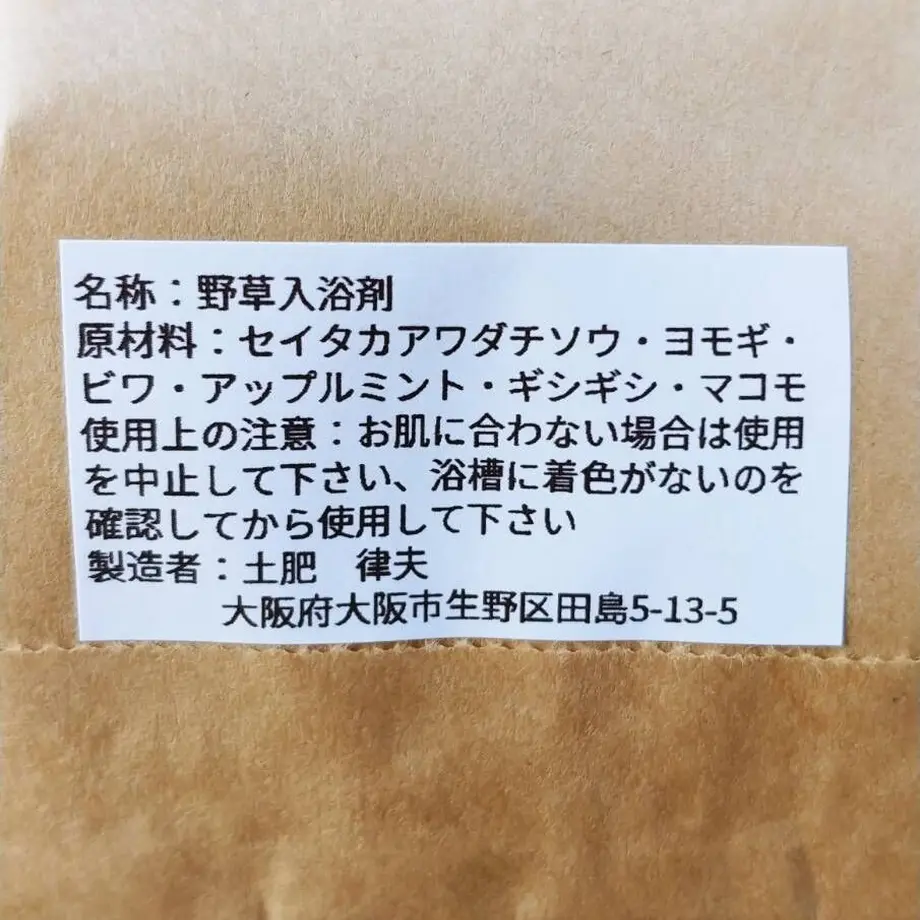 名称：野草入浴剤
原材料：セイタカアワダチソウ・ヨモギ・
ビワ・アップルミント・ギシギシ・マコモ
使用上の注意：お肌に合わない場合は使用
を中止して下さい、浴槽に着色がないのを
確認してから使用して下さい
製造者：土肥　律夫
大阪府大阪市生野区田島5-13-5